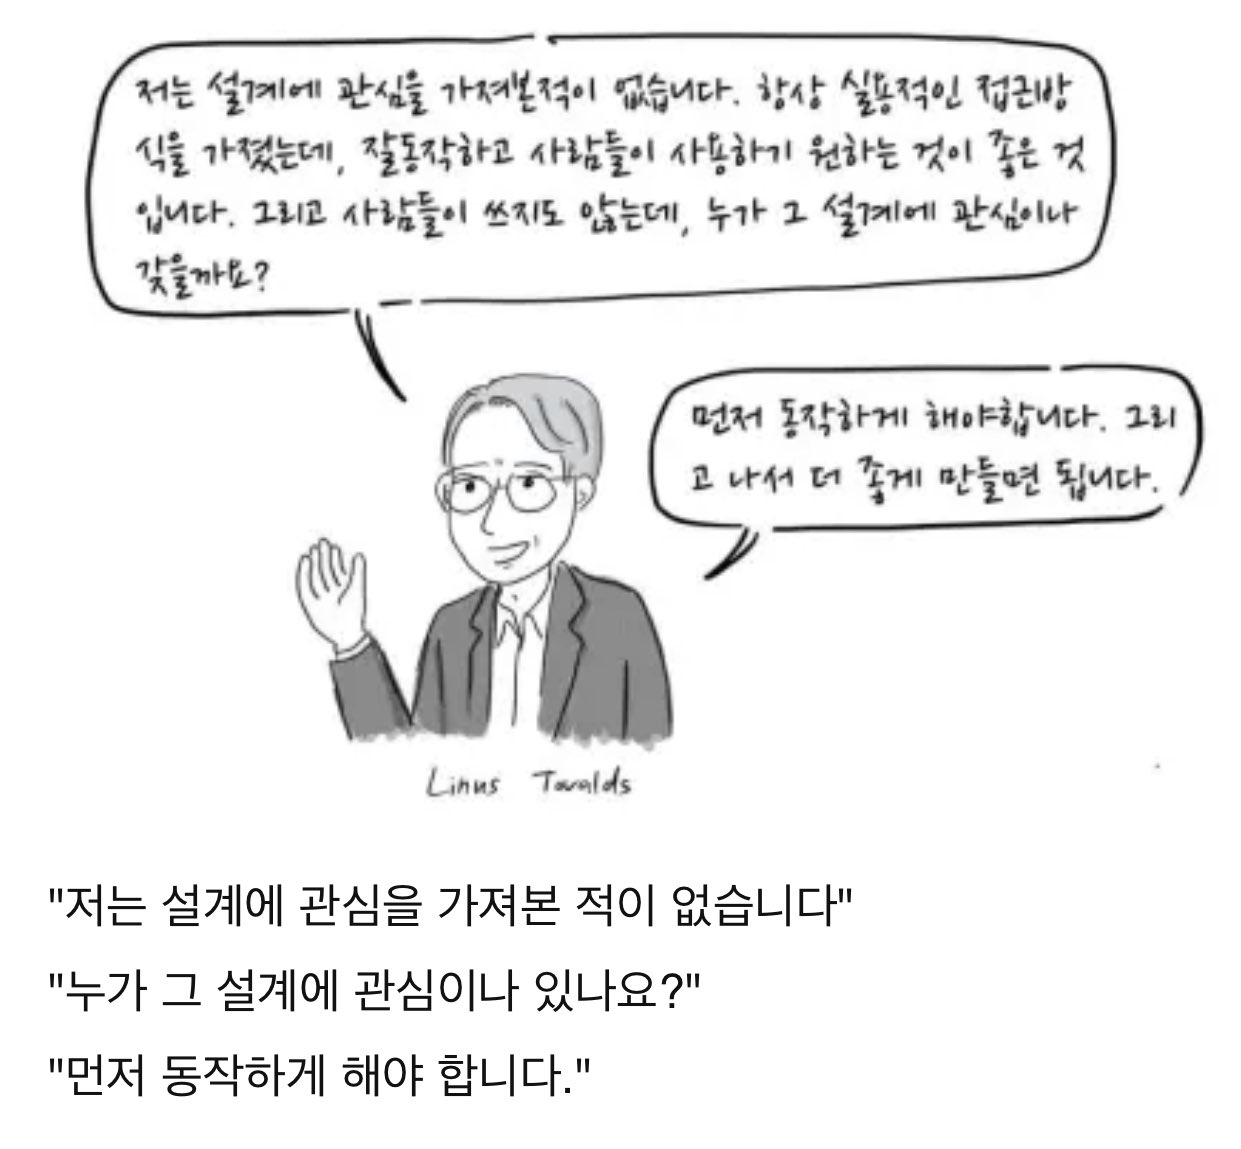 저는 설계에 관심을 가져본적이 없습니다. 항상 실용적인 접근방
식을 가졌는데, 잘동작하고 사람들이 사용하기 원하는 것이 좋은 것
입니다. 그리고 사람들이 쓰지도 않는데, 누가 그 설계에 관심이나
갖을까요?
먼저 동작하게 해야합니다. 그리
고 나서 더 좋게 만들면 됩니다.
Linus Tovalds
"저는 설계에 관심을 가져본 적이 없습니다"
"누가 그 설계에 관심이나 있나요?"
"먼저 동작하게 해야 합니다."